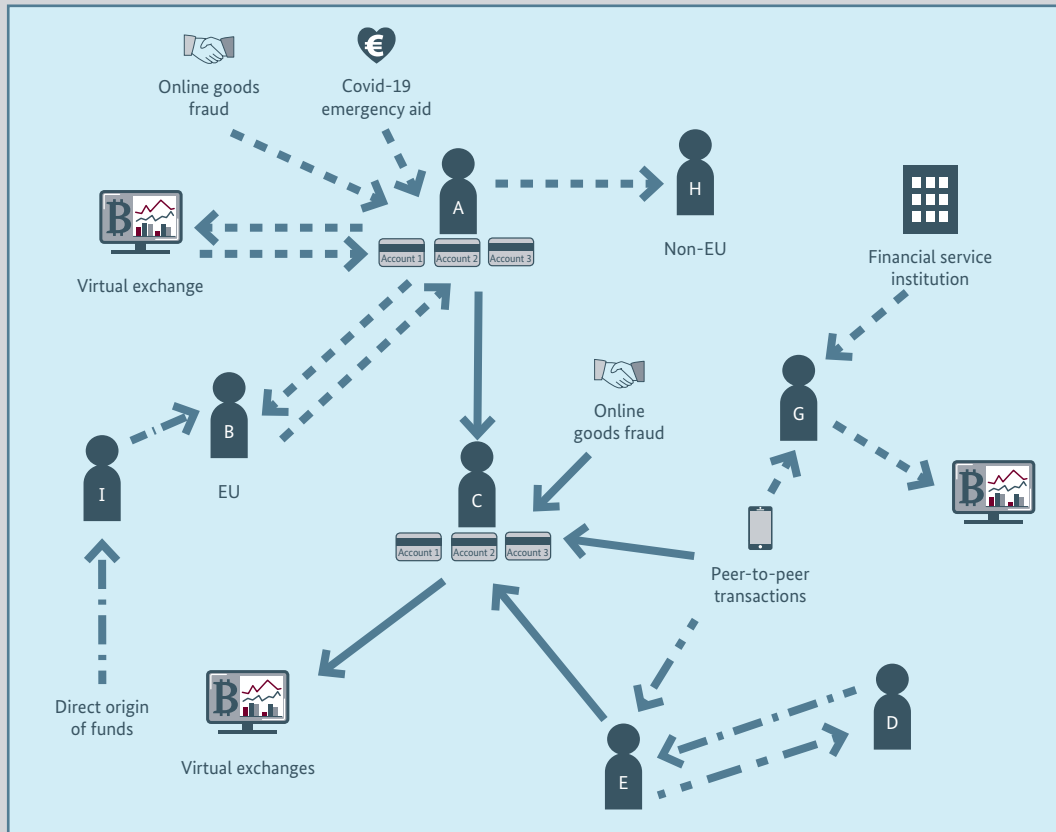 Online goods
fraud
Covid-19
emergency aid
A
H
Account 1
Account 2
Account 3
Virtual exchange
Non-EU
Financial service
institution
Online
goods fraud
G
B
EU
I
C
Account 1
Account 2
Account 3
Peer-to-peer
transactions
Direct origin
of funds
Virtual exchanges
E
D